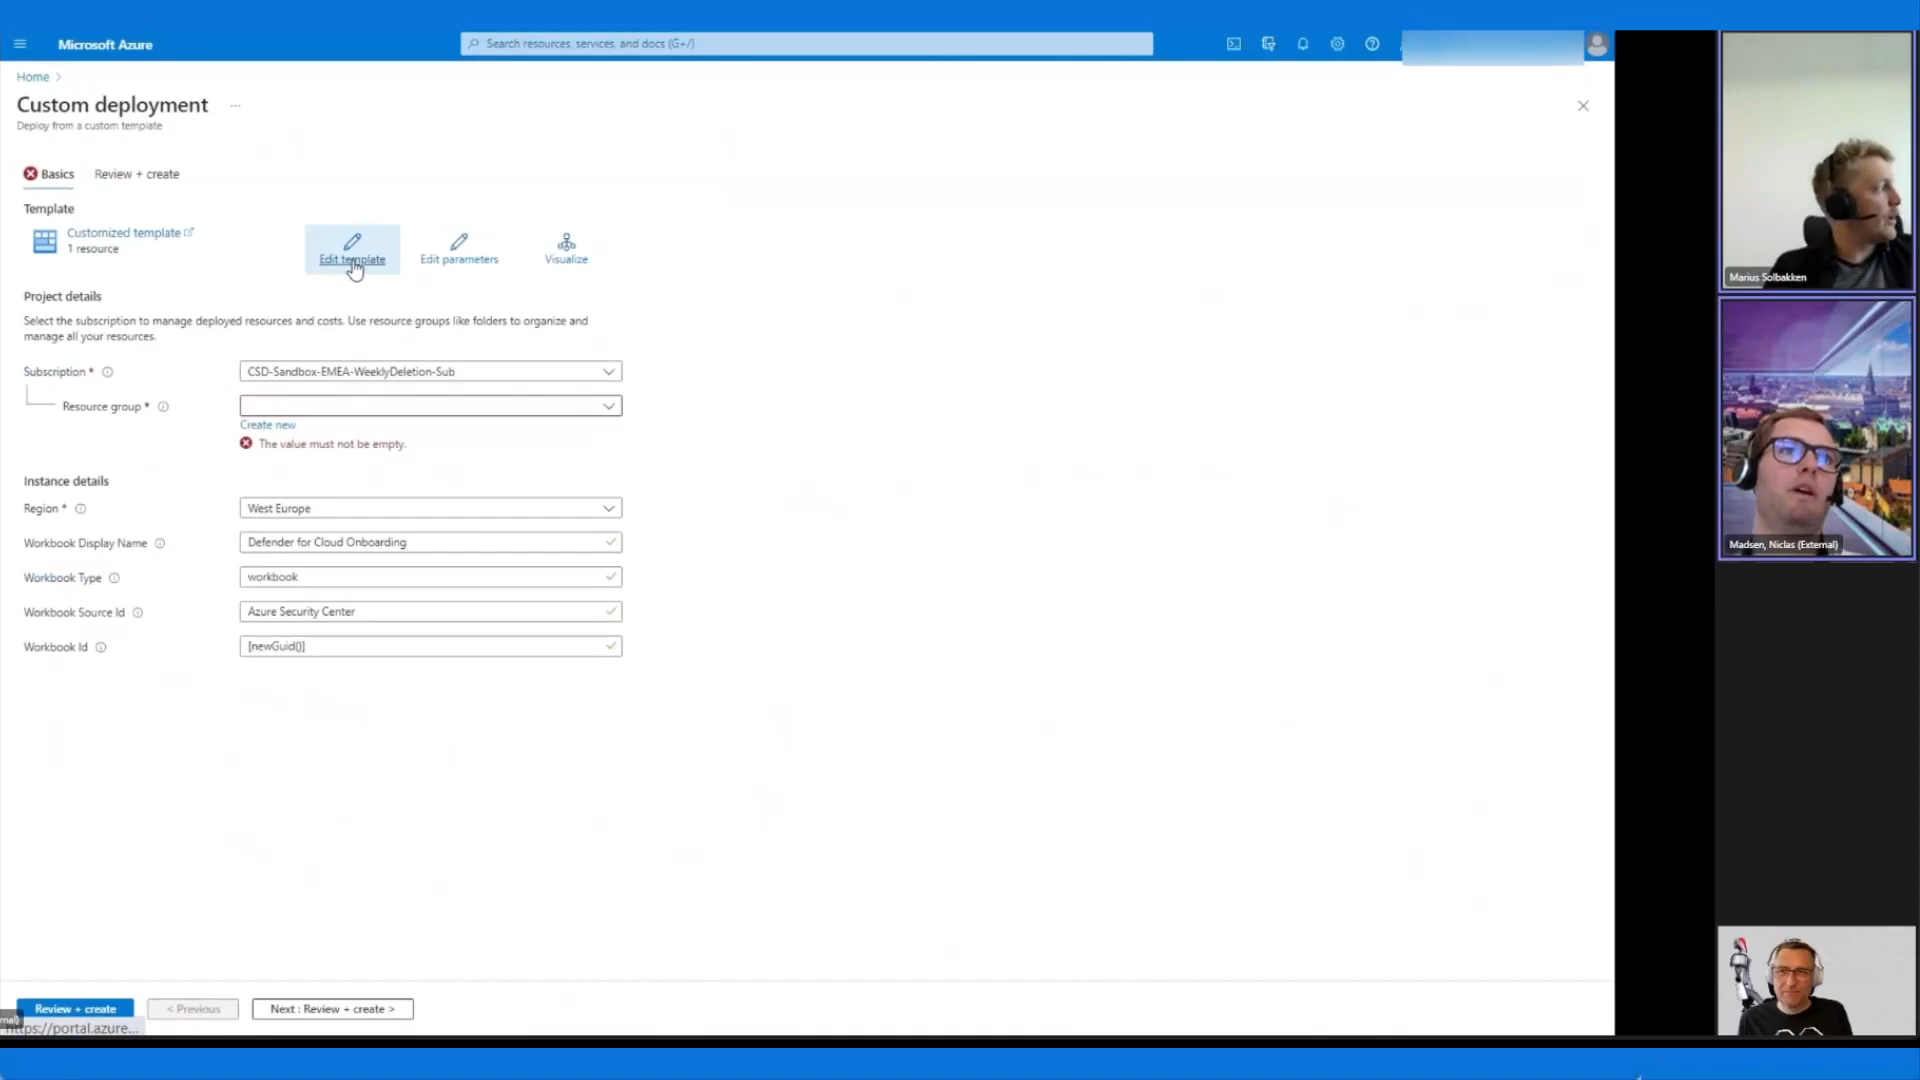 Microsoft Azure
Search resources, services, and docs (G+/)
Home
Custom deployment
...
Deploy from a custom template
Basics
Review + create
Template
Customized template
1 resource
Edit template
Edit parameters
Visualize
Project details
Select the subscription to manage deployed resources and costs. Use resource groups like folders to organize and
manage all your resources.
Subscription *
CSD-Sandbox-EMEA-WeeklyDeletion-Sub
Resource group *
Create new
The value must not be empty.
Instance details
Region *
West Europe
Workbook Display Name
Defender for Cloud Onboarding
Workbook Type
workbook
Workbook Source Id
Azure Security Center
Workbook Id
[newGuid()]
Review + create
< Previous
Next : Review + create >
nal)
https://portal.azure...
Marius Solbakken
Madsen, Niclas (External)